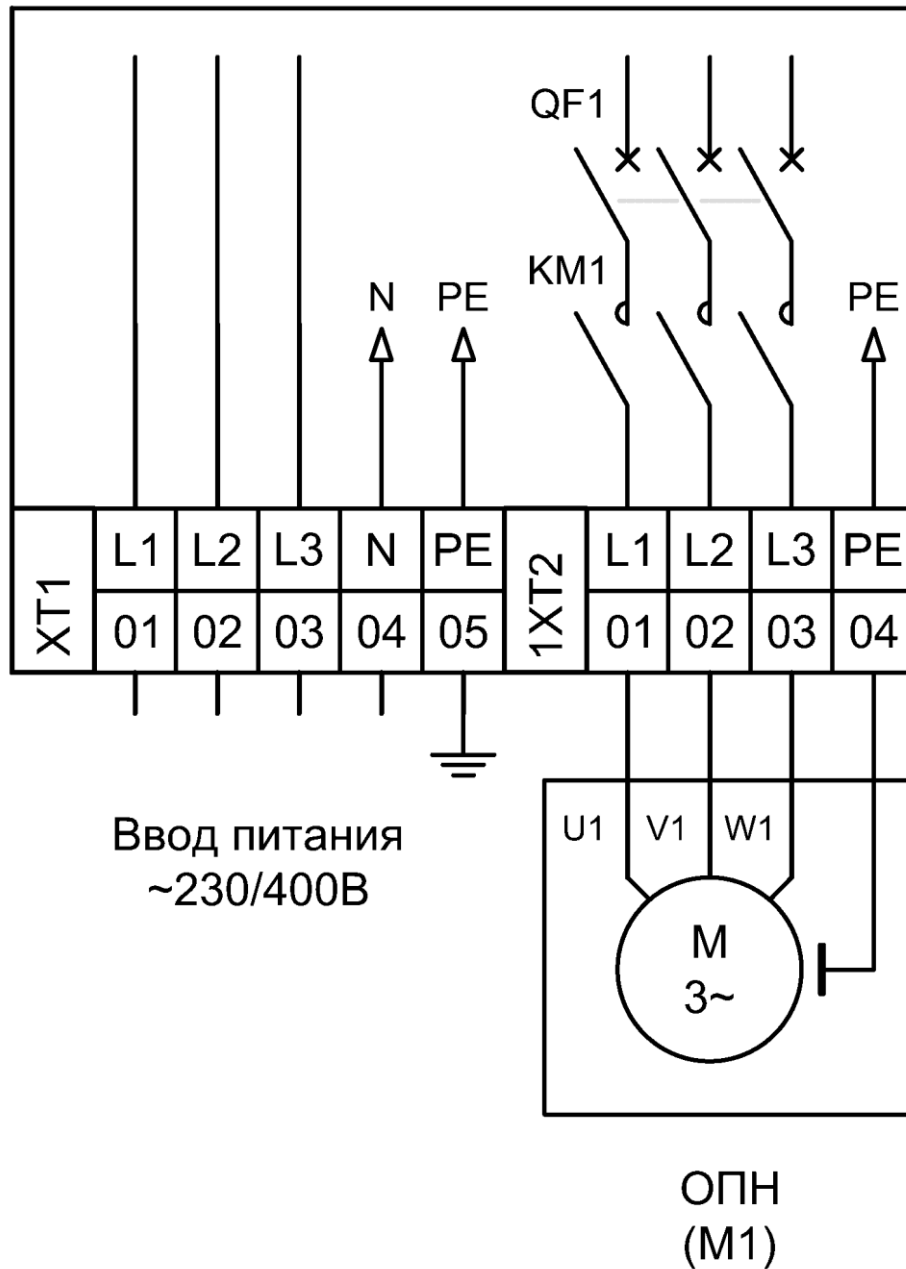 QF1
KM1
N PE PE
XT1 L1 L2 L3 N PE 1XT2 L1 L2 L3 PE
01 02 03 04 05 01 02 03 04
Ввод питания
~230/400В
U1 V1 W1
М
3~
ОПН
(М1)